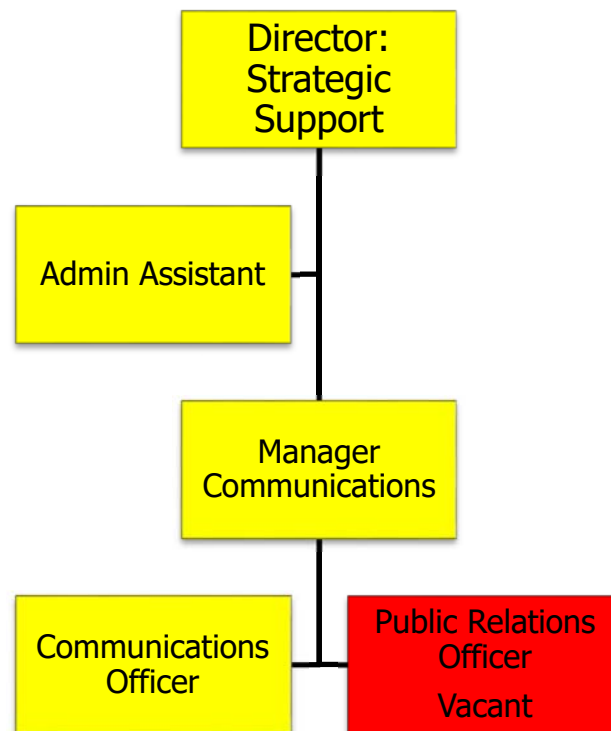 Director:
Strategic
Support
Admin Assistant
Manager
Communications
Communications
Officer
Public Relations
Officer
Vacant